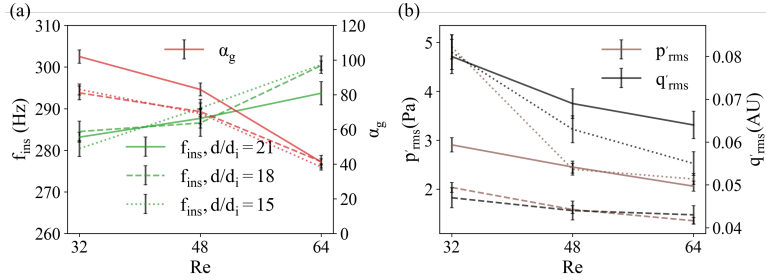 (a)
310
300
290
280
270
260
f_ins (Hz)
32
48
64
Re
120
100
80
60
40
20
0
α_g
α_g
f_ins, d/d_i = 21
f_ins, d/d_i = 18
f_ins, d/d_i = 15
(b)
5
4
3
2
p′_rms(Pa)
32
48
64
Re
0.08
0.07
0.06
0.05
0.04
q′_rms(AU)
p′_rms
q′_rms